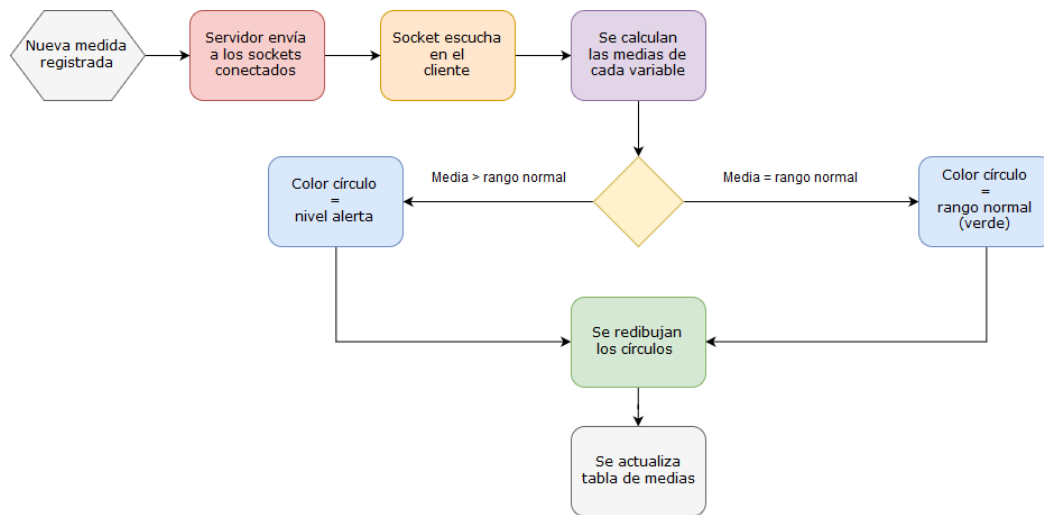 Nueva medida
registrada
Servidor envía
a los sockets
conectados
Socket escucha
en el
cliente
Se calculan
las medias de
cada variable
Media > rango normal
Media = rango normal
Color círculo
=
nivel alerta
Color círculo
=
rango normal
(verde)
Se redibujan
los círculos
Se actualiza
tabla de medias